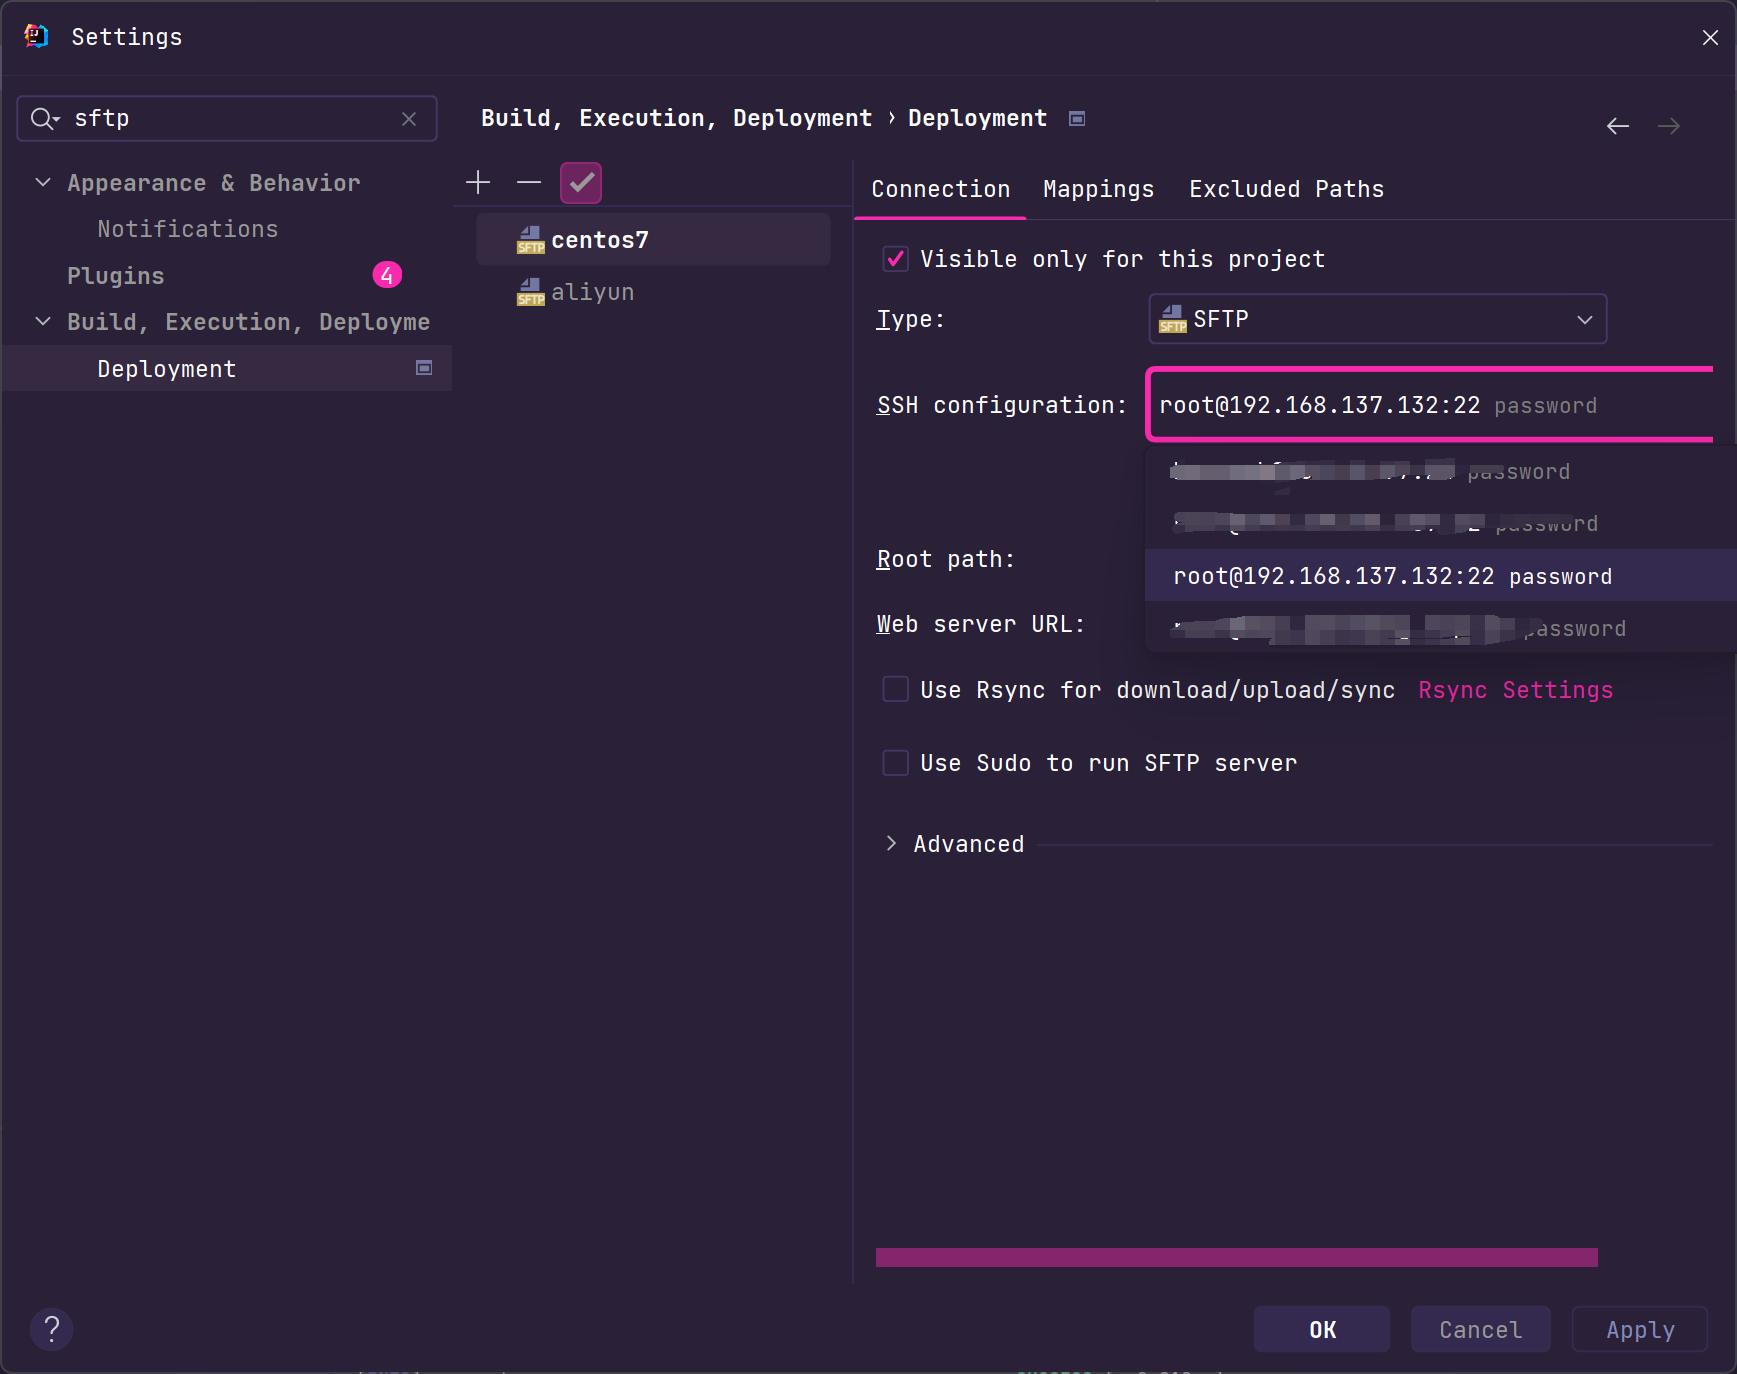 Settings
sftp
Build, Execution, Deployment › Deployment
Appearance & Behavior
Notifications
Plugins 4
Build, Execution, Deployme
Deployment
SFTP centos7
SFTP aliyun
Connection Mappings Excluded Paths
Visible only for this project
Type: SFTP SFTP
SSH configuration: root@192.168.137.132:22 password
password
password
Root path:
root@192.168.137.132:22 password
Web server URL:
password
Use Rsync for download/upload/sync Rsync Settings
Use Sudo to run SFTP server
Advanced
?
OK Cancel Apply